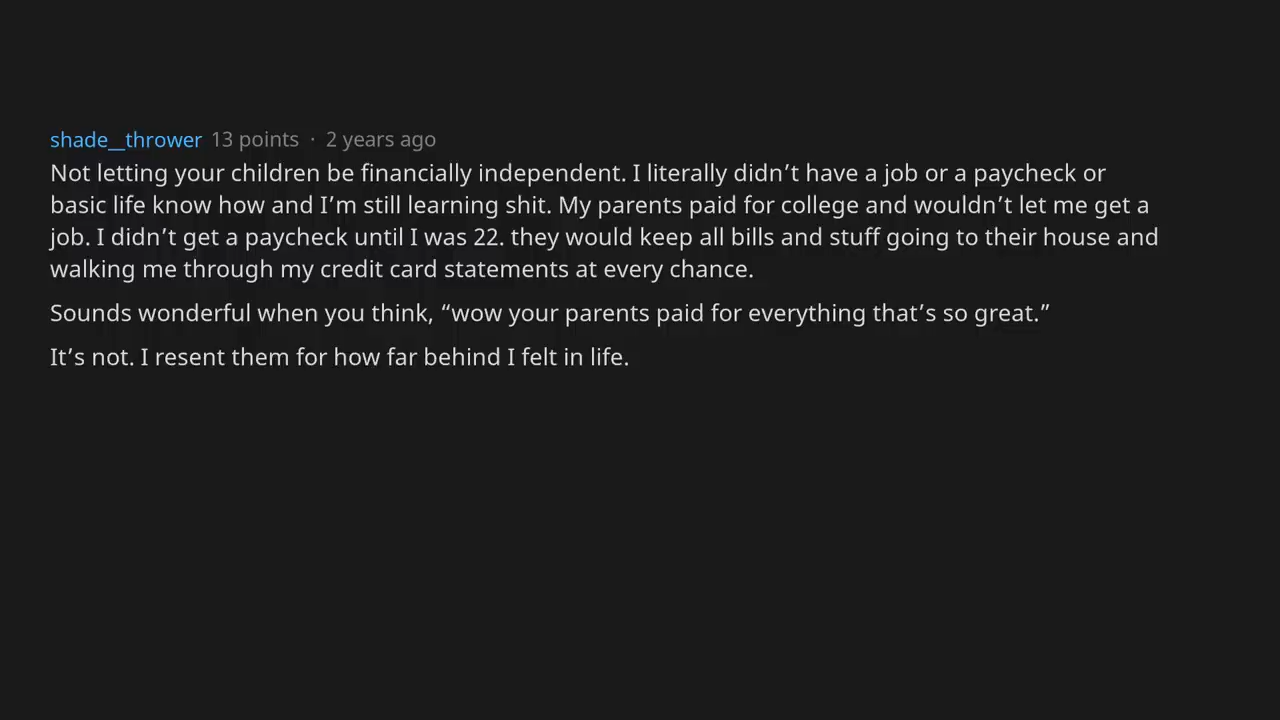 shade__thrower 13 points · 2 years ago
Not letting your children be financially independent. I literally didn’t have a job or a paycheck or
basic life know how and I’m still learning shit. My parents paid for college and wouldn’t let me get a
job. I didn’t get a paycheck until I was 22. they would keep all bills and stuff going to their house and
walking me through my credit card statements at every chance.
Sounds wonderful when you think, “wow your parents paid for everything that’s so great.”
It’s not. I resent them for how far behind I felt in life.